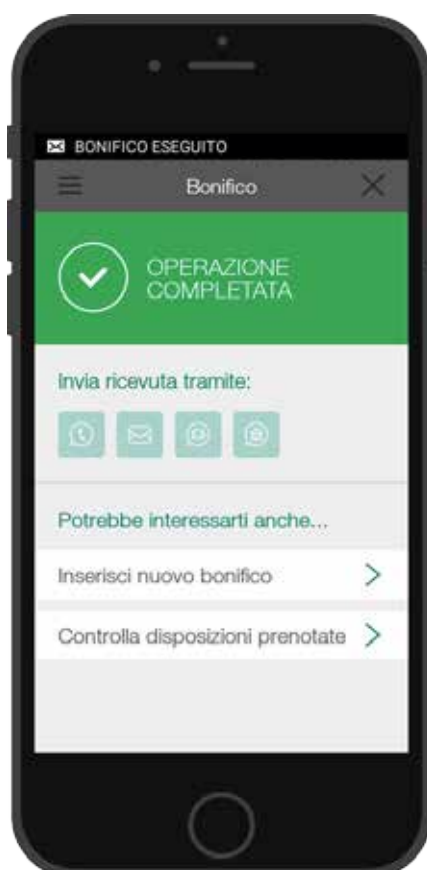 BONIFICO ESEGUITO
Bonifico
OPERAZIONE
COMPLETATA
Invia ricevuta tramite:
Potrebbe interessarti anche...
Inserisci nuovo bonifico
Controlla disposizioni prenotate